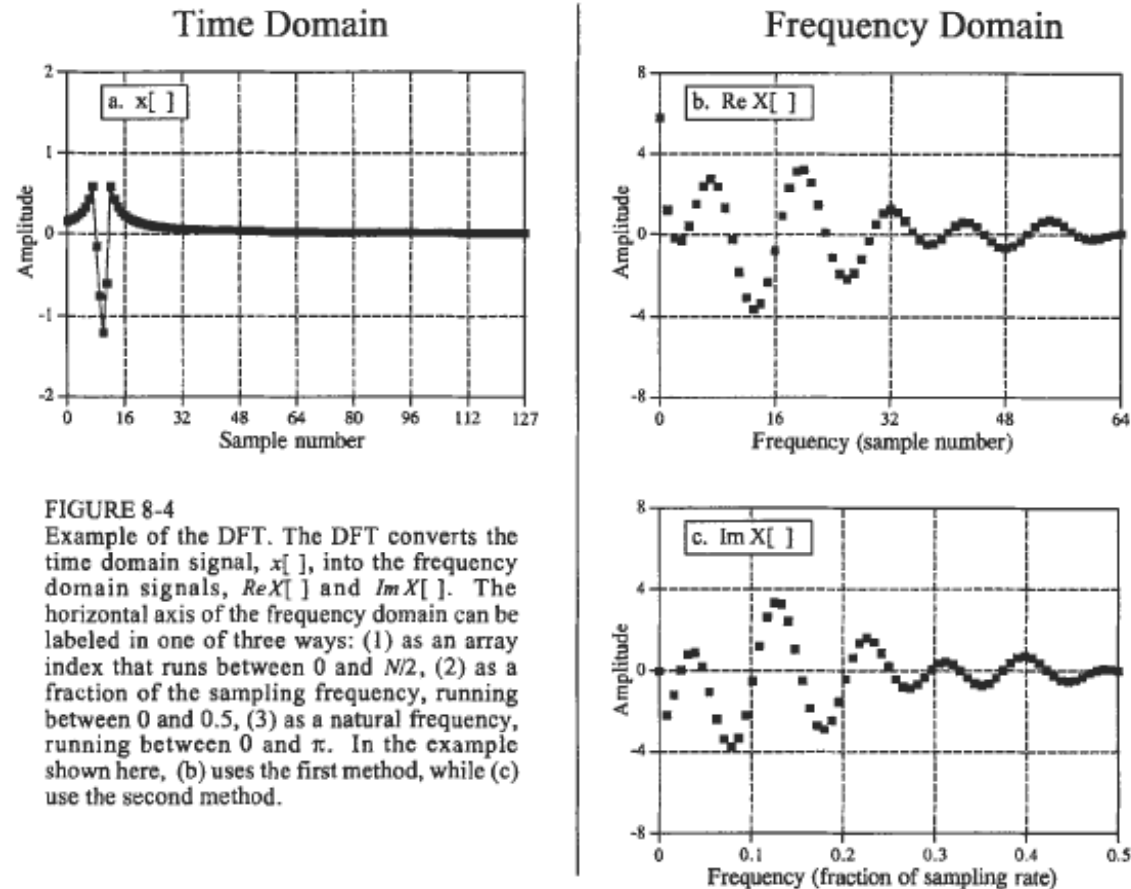 Time Domain
Frequency Domain
2
1
0
-1
-2
Amplitude
a. x[ ]
0 16 32 48 64 80 96 112 127
Sample number
8
4
0
-4
-8
Amplitude
b. Re X[ ]
0 16 32 48 64
Frequency (sample number)
FIGURE 8-4
Example of the DFT. The DFT converts the
time domain signal, x[ ], into the frequency
domain signals, ReX[ ] and ImX[ ]. The
horizontal axis of the frequency domain can be
labeled in one of three ways: (1) as an array
index that runs between 0 and N/2, (2) as a
fraction of the sampling frequency, running
between 0 and 0.5, (3) as a natural frequency,
running between 0 and π. In the example
shown here, (b) uses the first method, while (c)
use the second method.
8
4
0
-4
-8
Amplitude
c. Im X[ ]
0 0.1 0.2 0.3 0.4 0.5
Frequency (fraction of sampling rate)